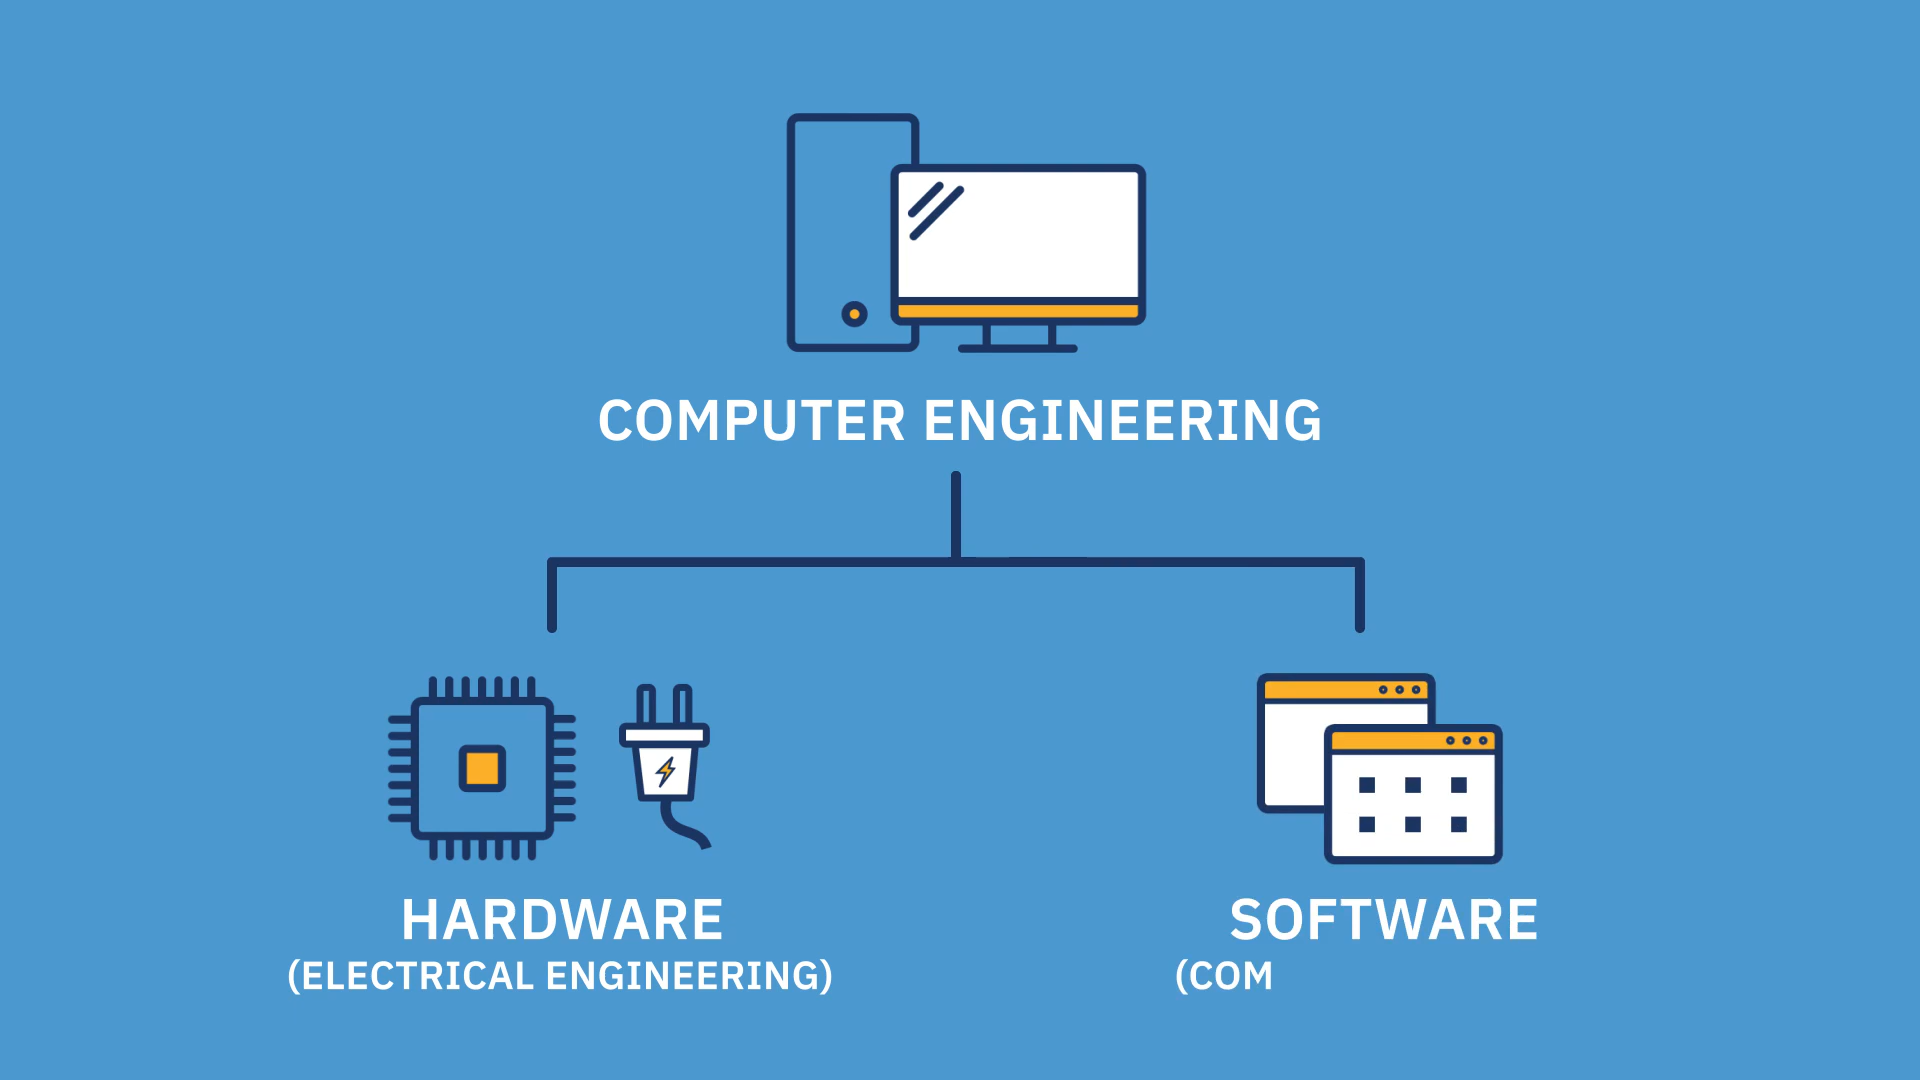 COMPUTER ENGINEERING
HARDWARE
(ELECTRICAL ENGINEERING)
SOFTWARE
(COM